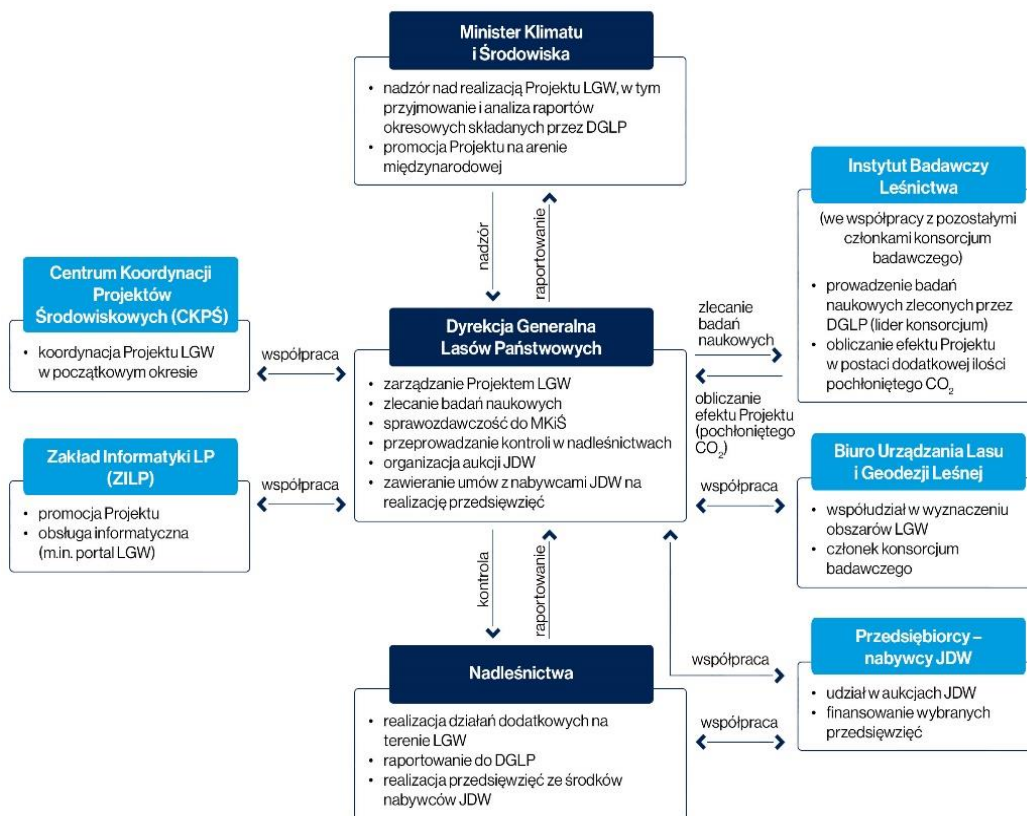 Minister Klimatu
i Środowiska
• nadzór nad realizacją Projektu LGW, w tym
przyjmowanie i analiza raportów
okresowych składanych przez DGLP
• promocja Projektu na arenie
międzynarodowej
nadzór
raportowanie
Instytut Badawczy
Leśnictwa
(we współpracy z pozostałymi
członkami konsorcjum
badawczego)
• prowadzenie badań
naukowych zleconych przez
DGLP (lider konsorcjum)
• obliczanie efektu Projektu
w postaci dodatkowej ilości
pochłoniętego CO₂
Centrum Koordynacji
Projektów
Środowiskowych (CKPŚ)
• koordynacja Projektu LGW
w początkowym okresie
współpraca
Dyrekcja Generalna
Lasów Państwowych
• zarządzanie Projektem LGW
• zlecanie badań naukowych
• sprawozdawczość do MKiŚ
• przeprowadzanie kontroli w nadleśnictwach
• organizacja aukcji JDW
• zawieranie umów z nabywcami JDW na
realizację przedsięwzięć
zlecanie
badań
naukowych
obliczanie
efektu Projektu
(pochłoniętego
CO₂)
Zakład Informatyki LP
(ZILP)
• promocja Projektu
• obsługa informatyczna
(m.in. portal LGW)
współpraca
współpraca
Biuro Urządzania Lasu
i Geodezji Leśnej
• współudział w wyznaczeniu
obszarów LGW
• członek konsorcjum
badawczego
kontrola
raportowanie
współpraca
Przedsiębiorcy –
nabywcy JDW
• udział w aukcjach JDW
• finansowanie wybranych
przedsięwzięć
Nadleśnictwa
• realizacja działań dodatkowych na
terenie LGW
• raportowanie do DGLP
• realizacja przedsięwzięć ze środków
nabywców JDW
współpraca